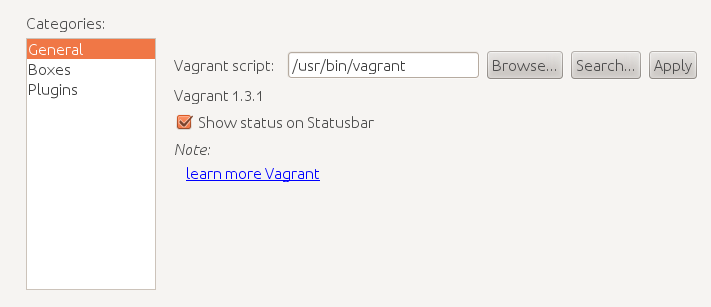 Categories:
General
Boxes
Plugins
Vagrant script: /usr/bin/vagrant Browse... Search... Apply
Vagrant 1.3.1
Show status on Statusbar
Note:
learn more Vagrant